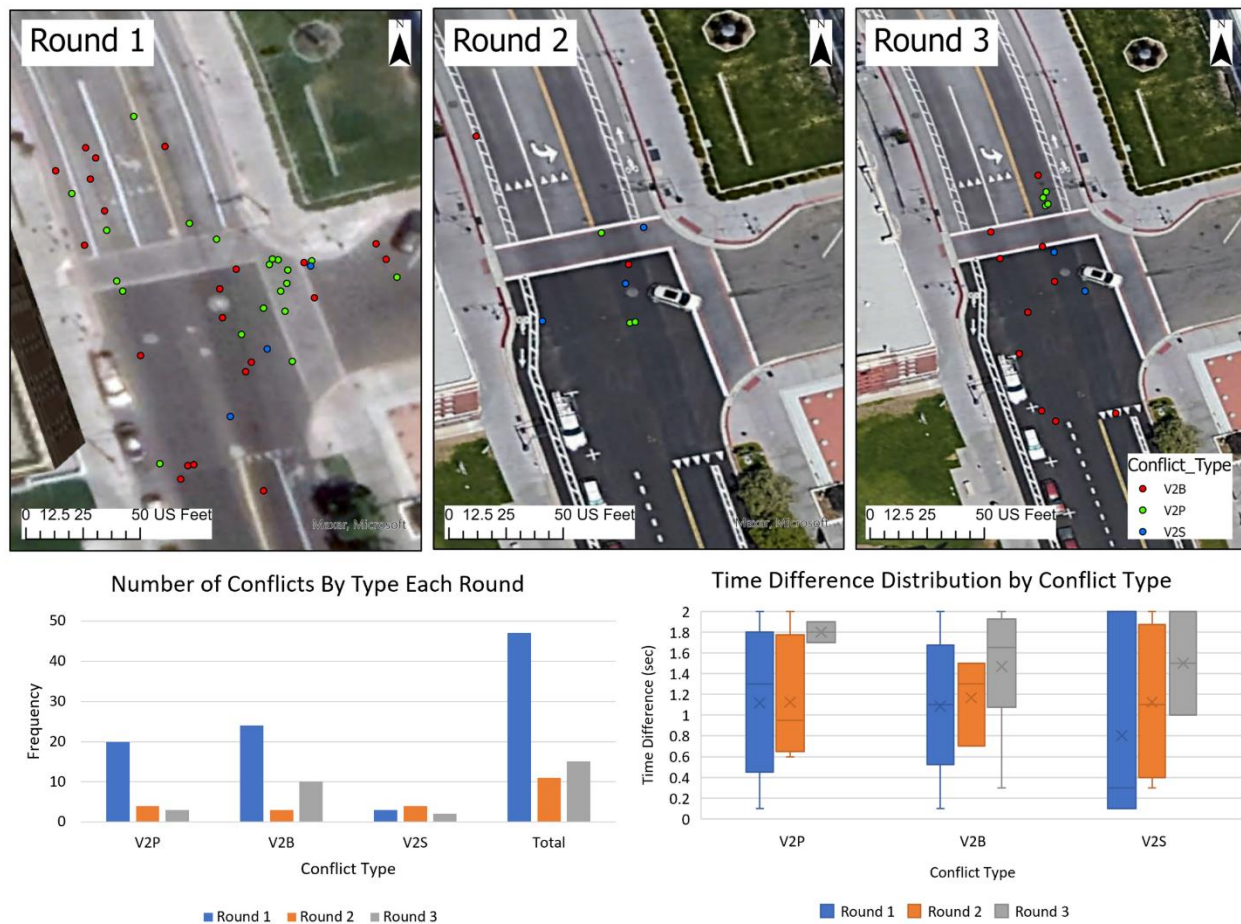 Round 1
N
0 12.5 25 50 US Feet
Maxar, Microsoft
Round 2
N
0 12.5 25 50 US Feet
Maxar, Microsoft
Round 3
N
0 12.5 25 50 US Feet
Conflict_Type
V2B
V2P
V2S
Number of Conflicts By Type Each Round
Frequency
50
40
30
20
10
0
V2P V2B V2S Total
Conflict Type
Round 1 Round 2 Round 3
Time Difference Distribution by Conflict Type
Time Difference (sec)
2
1.8
1.6
1.4
1.2
1
0.8
0.6
0.4
0.2
0
V2P V2B V2S
Conflict Type
Round 1 Round 2 Round 3